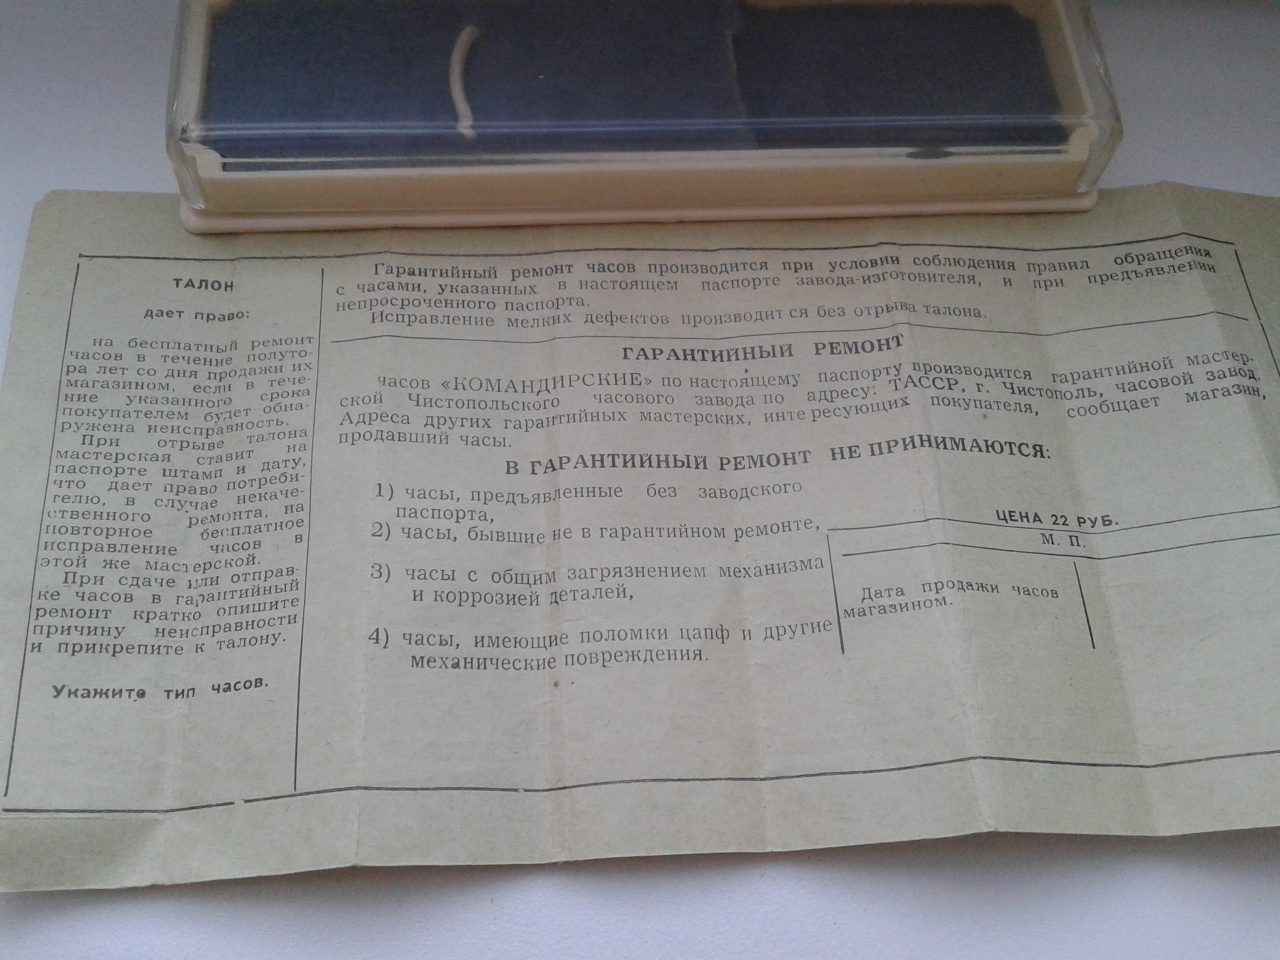 ТАЛОН
дает право:
на бесплатный ремонт
часов в течение полуто-
ра лет со дня продажи их
магазином, если в тече-
ние указанного срока
покупателем будет обна-
ружена неисправность.
При отрыве талона
мастерская ставит на
паспорте штамп и дату,
что дает право потреби-
телю, в случае некаче-
ственного ремонта, на
повторное бесплатное
исправление часов в
этой же мастерской.
При сдаче или отправ-
ке часов в гарантийный
ремонт кратко опишите
причину неисправности
и прикрепите к талону.
Укажите тип часов.
Гарантийный ремонт часов производится при условии соблюдения правил обращения
с часами, указанных в настоящем паспорте завода-изготовителя, и при предъявлении
непросроченного паспорта.
Исправление мелких дефектов производит ся без отрыва талона.
ГАРАНТИЙНЫЙ РЕМОНТ
часов «КОМАНДИРСКИЕ» по настоящему паспорту производится гарантийной мастер-
ской Чистопольского часового завода по адресу: ТАССР, г. Чистополь, часовой завод.
Адреса других гарантийных мастерских, инте ресующих покупателя, сообщает магазин,
продавший часы.
В ГАРАНТИЙНЫЙ РЕМОНТ НЕ ПРИНИМАЮТСЯ:
1) часы, предъявленные без заводского
паспорта,
2) часы, бывшие не в гарантийном ремонте,
3) часы с общим загрязнением механизма
и коррозией деталей,
4) часы, имеющие поломки цапф и другие
механические повреждения.
ЦЕНА 22 РУБ.
М. П.
Дата продажи часов
магазином.